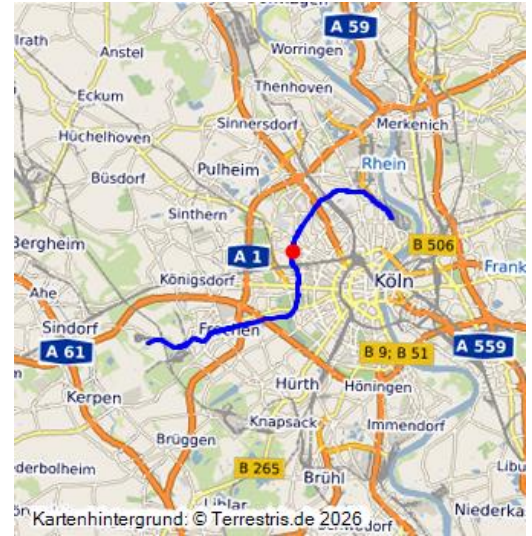 A 59
Anstel
Worringen
Eckum
Thenhoven
Sinnersdorf
Merkenich
Hüchelhoven
Rhein
Büsdorf
Pulheim
Sinthern
Bergheim
A 1
B 506
Frank
Königsdorf
Köln
Ahe
Sindorf
Frechen
A 61
B 9; B 51
A 559
Kerpen
Hürth
Höningen
Knapsack
Immendorf
Brüggen
derbolheim
B 265
Brühl
Libu
Liblar
Niederka
Kartenhintergrund: © Terrestris.de 2026